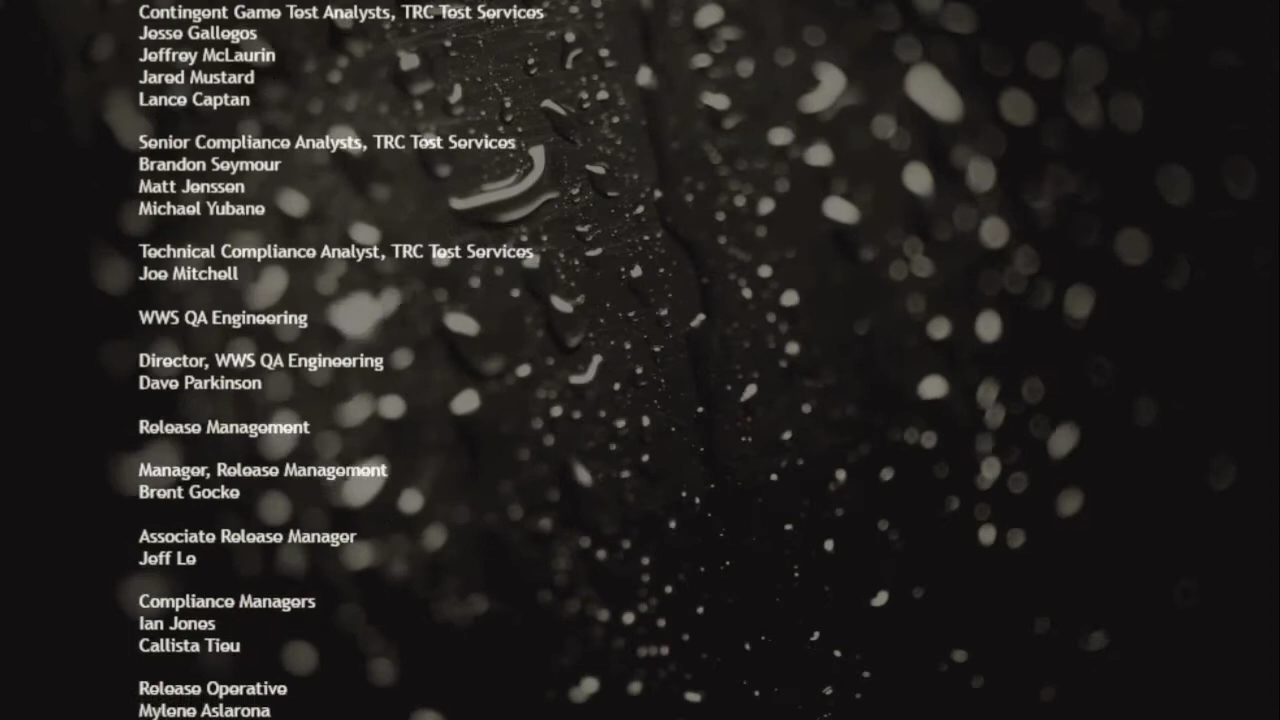 Contingent Game Test Analysts, TRC Test Services
Jesse Gallegos
Jeffrey McLaurin
Jared Mustard
Lance Captan
Senior Compliance Analysts, TRC Test Services
Brandon Seymour
Matt Jenssen
Michael Yubane
Technical Compliance Analyst, TRC Test Services
Joe Mitchell
WWS QA Engineering
Director, WWS QA Engineering
Dave Parkinson
Release Management
Manager, Release Management
Brent Gocke
Associate Release Manager
Jeff Le
Compliance Managers
Ian Jones
Callista Tieu
Release Operative
Mylene Aslarona